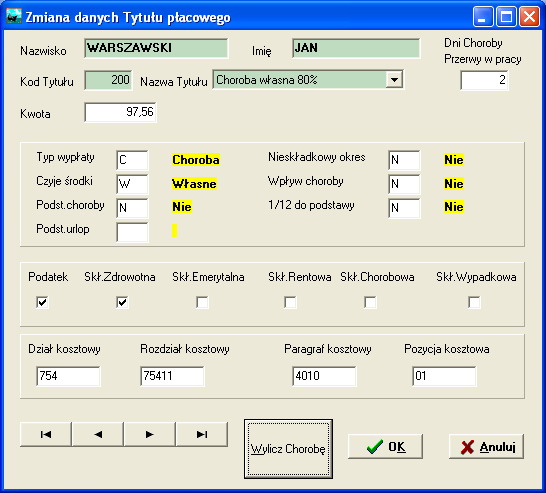 Zmiana danych Tytułu płacowego
Nazwisko WARSZAWSKI Imię JAN Dni Choroby
Przerwy w pracy
Kod Tytułu 200 Nazwa Tytułu Choroba własna 80% 2
Kwota 97,56
Typ wypłaty C Choroba Nieskładkowy okres N Nie
Czyje środki W Własne Wpływ choroby N Nie
Podst.choroby N Nie 1/12 do podstawy N Nie
Podst.urlop
Podatek Skł.Zdrowotna Skł.Emerytalna Skł.Rentowa Skł.Chorobowa Skł.Wypadkowa
Dział kosztowy Rozdział kosztowy Paragraf kosztowy Pozycja kosztowa
754 75411 4010 01
Wylicz Chorobę OK Anuluj